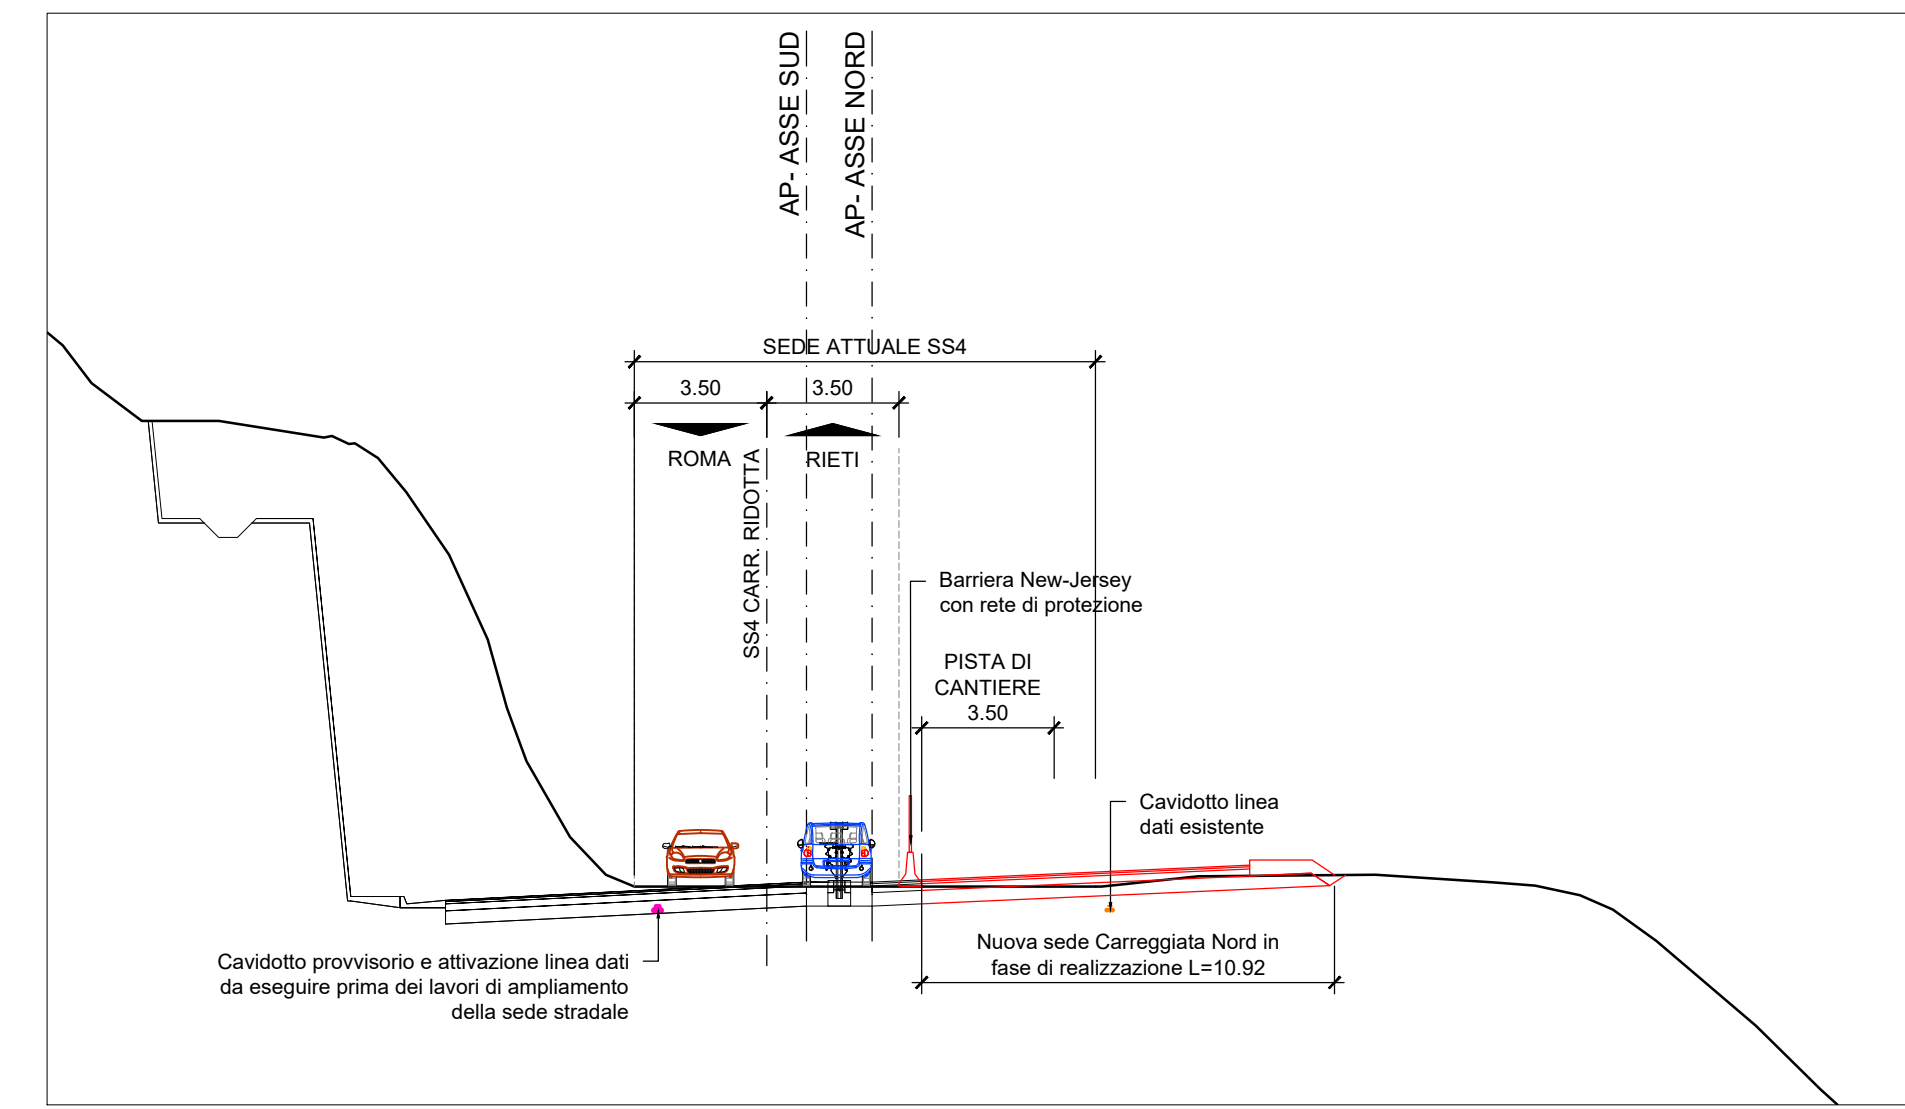 AP- ASSE SUD
AP- ASSE NORD
SEDE ATTUALE SS4
3.50
3.50
ROMA
RIETI
SS4 CARR. RIDOTTA
Barriera New-Jersey
con rete di protezione
PISTA DI
CANTIERE
3.50
Cavidotto linea
dati esistente
Nuova sede Carreggiata Nord in
fase di realizzazione L=10.92
Cavidotto provvisorio e attivazione linea dati
da eseguire prima dei lavori di ampliamento
della sede stradale